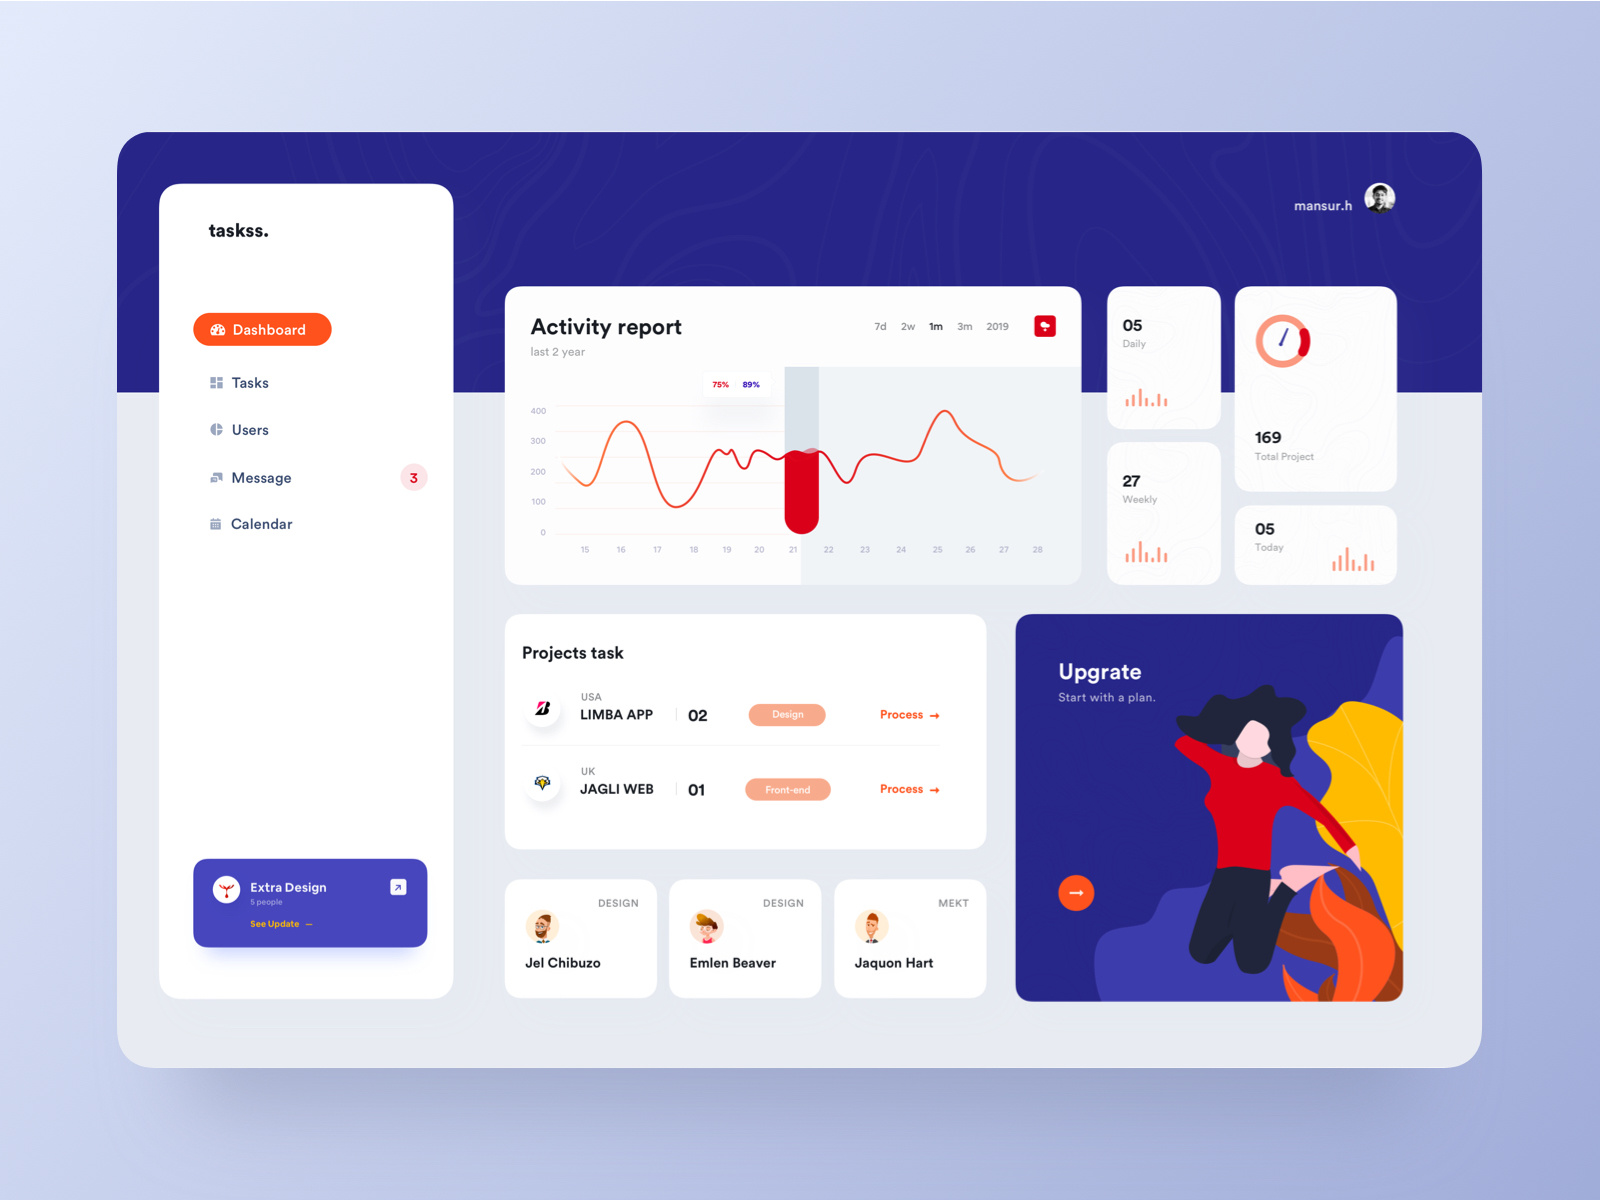 taskss.
Dashboard
Tasks
Users
Message
3
Calendar
Extra Design
5 people
See Update
mansur.h
Activity report
last 2 year
7d 2w 1m 3m 2019
75% 89%
400
300
200
100
0
15 16 17 18 19 20 21 22 23 24 25 26 27 28
05
Daily
27
Weekly
169
Total Project
05
Today
Projects task
USA
LIMBA APP 02 Design Process →
UK
JAGLI WEB 01 Front-end Process →
DESIGN
Jel Chibuzo
DESIGN
Emlen Beaver
MEKT
Jaquon Hart
Upgrate
Start with a plan.